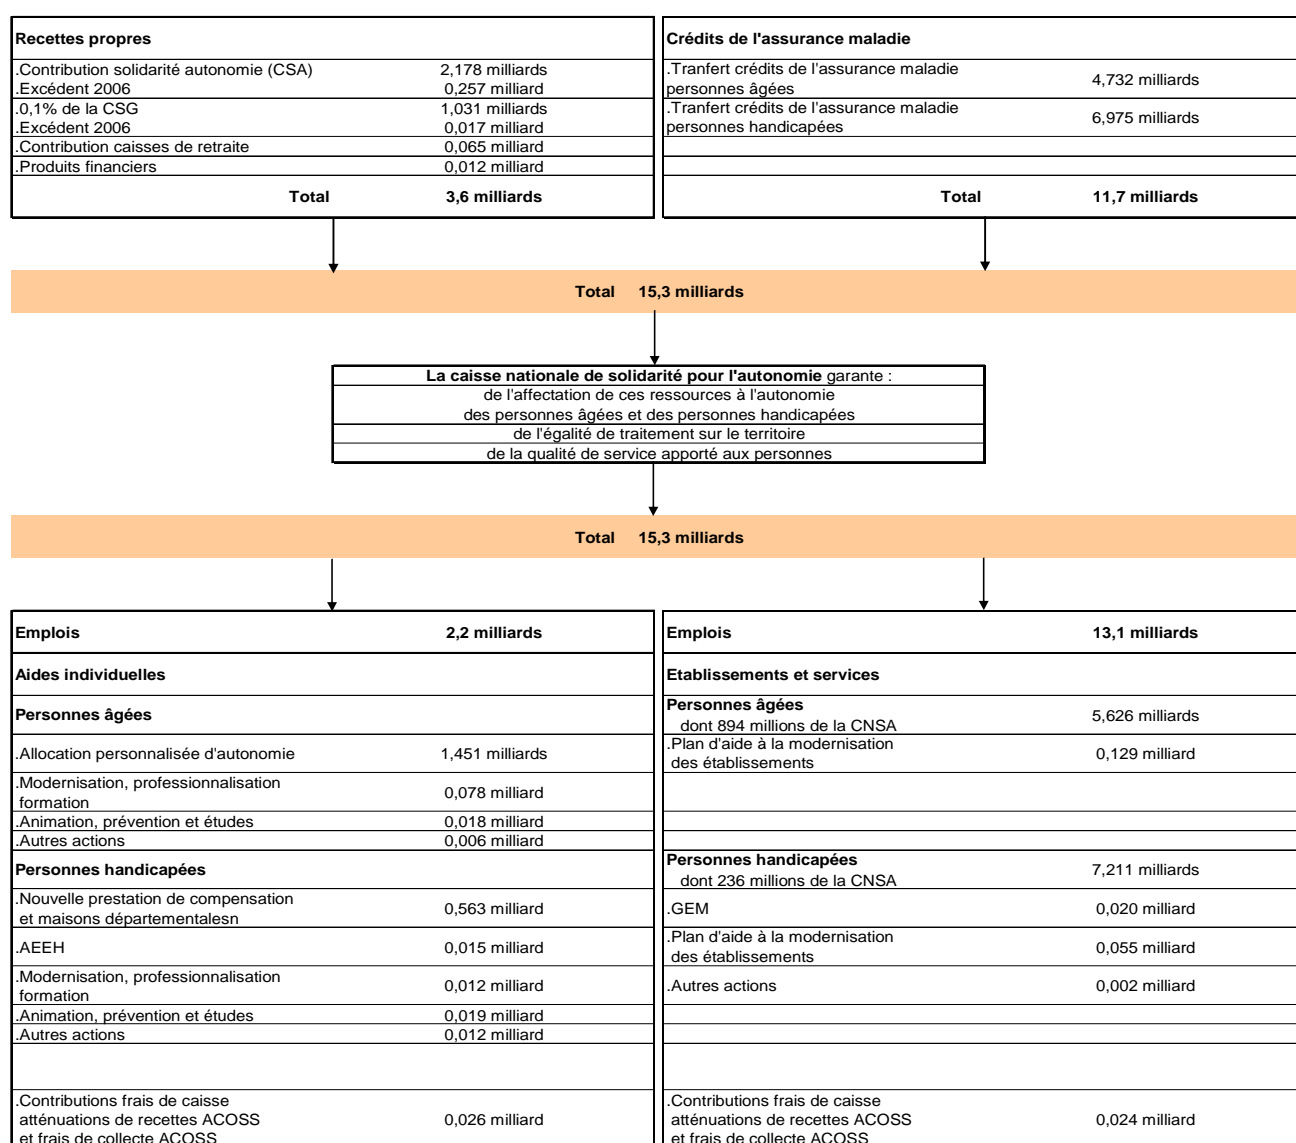 Recettes propres
.Contribution solidarité autonomie (CSA) 2,178 milliards
.Excédent 2006 0,257 milliard
.0,1% de la CSG 1,031 milliards
.Excédent 2006 0,017 milliard
.Contribution caisses de retraite 0,065 milliard
.Produits financiers 0,012 milliard
Total 3,6 milliards
Crédits de l'assurance maladie
.Tranfert crédits de l'assurance maladie
personnes âgées 4,732 milliards
.Tranfert crédits de l'assurance maladie
personnes handicapées 6,975 milliards
Total 11,7 milliards
Total 15,3 milliards
La caisse nationale de solidarité pour l'autonomie garante :
de l'affectation de ces ressources à l'autonomie
des personnes âgées et des personnes handicapées
de l'égalité de traitement sur le territoire
de la qualité de service apporté aux personnes
Total 15,3 milliards
Emplois 2,2 milliards
Aides individuelles
Personnes âgées
.Allocation personnalisée d'autonomie 1,451 milliards
.Modernisation, professionnalisation
formation 0,078 milliard
.Animation, prévention et études 0,018 milliard
.Autres actions 0,006 milliard
Personnes handicapées
.Nouvelle prestation de compensation
et maisons départementalesn 0,563 milliard
.AEEH 0,015 milliard
.Modernisation, professionnalisation
formation 0,012 milliard
.Animation, prévention et études 0,019 milliard
.Autres actions 0,012 milliard
.Contributions frais de caisse
atténuations de recettes ACOSS 0,026 milliard
et frais de collecte ACOSS
Emplois 13,1 milliards
Etablissements et services
Personnes âgées
dont 894 millions de la CNSA 5,626 milliards
.Plan d'aide à la modernisation
des établissements 0,129 milliard
Personnes handicapées
dont 236 millions de la CNSA 7,211 milliards
.GEM 0,020 milliard
.Plan d'aide à la modernisation
des établissements 0,055 milliard
.Autres actions 0,002 milliard
.Contributions frais de caisse
atténuations de recettes ACOSS 0,024 milliard
et frais de collecte ACOSS